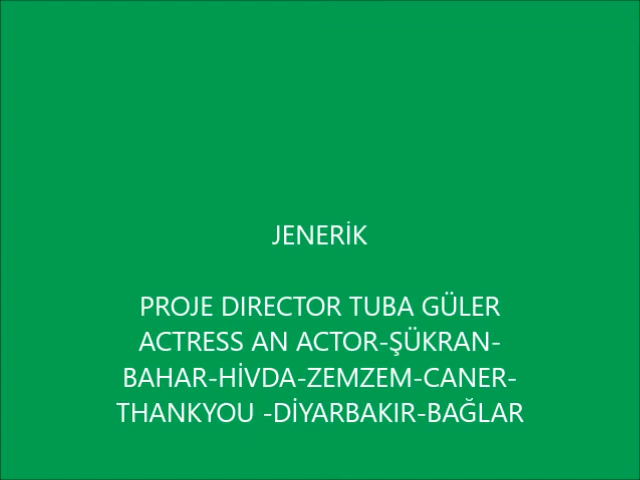 JENERİK
PROJE DIRECTOR TUBA GÜLER
ACTRESS AN ACTOR-ŞÜKRAN-
BAHAR-HİVDA-ZEMZEM-CANER-
THANKYOU -DİYARBAKIR-BAĞLAR